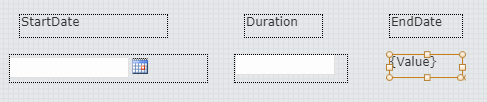 StartDate
Duration
EndDate
{Value}